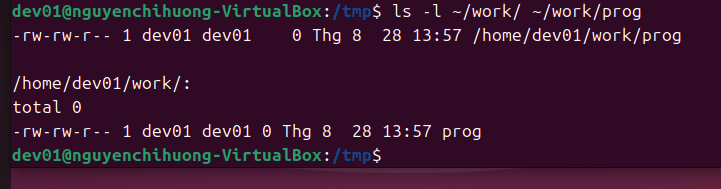 dev01@nguyenchihuong-VirtualBox:/tmp$ ls -l ~/work/ ~/work/prog
-rw-rw-r-- 1 dev01 dev01    0 Thg 8  28 13:57 /home/dev01/work/prog

/home/dev01/work/:
total 0
-rw-rw-r-- 1 dev01 dev01 0 Thg 8  28 13:57 prog
dev01@nguyenchihuong-VirtualBox:/tmp$